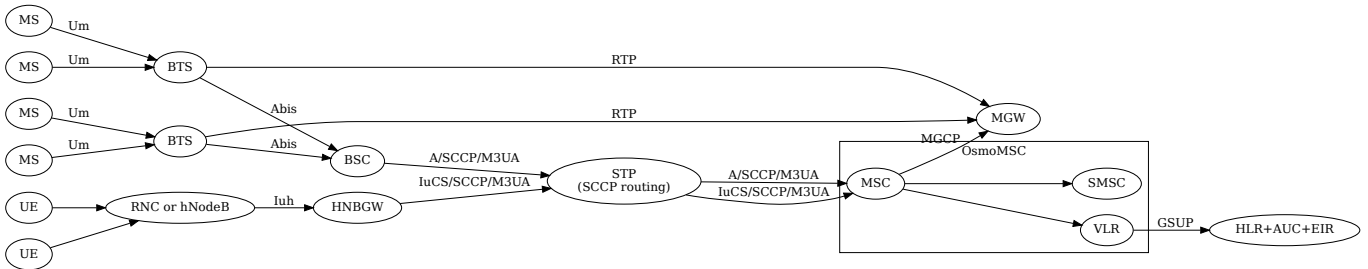 MS
Um
MS
Um
BTS
RTP
MS
Um
MS
Um
BTS
Abis
Abis
RTP
MGW
BSC
A/SCCP/M3UA
IuCS/SCCP/M3UA
STP
(SCCP routing)
A/SCCP/M3UA
IuCS/SCCP/M3UA
MGCP
OsmoMSC
MSC
SMSC
VLR
GSUP
HLR+AUC+EIR
UE
UE
RNC or hNodeB
Iuh
HNBGW